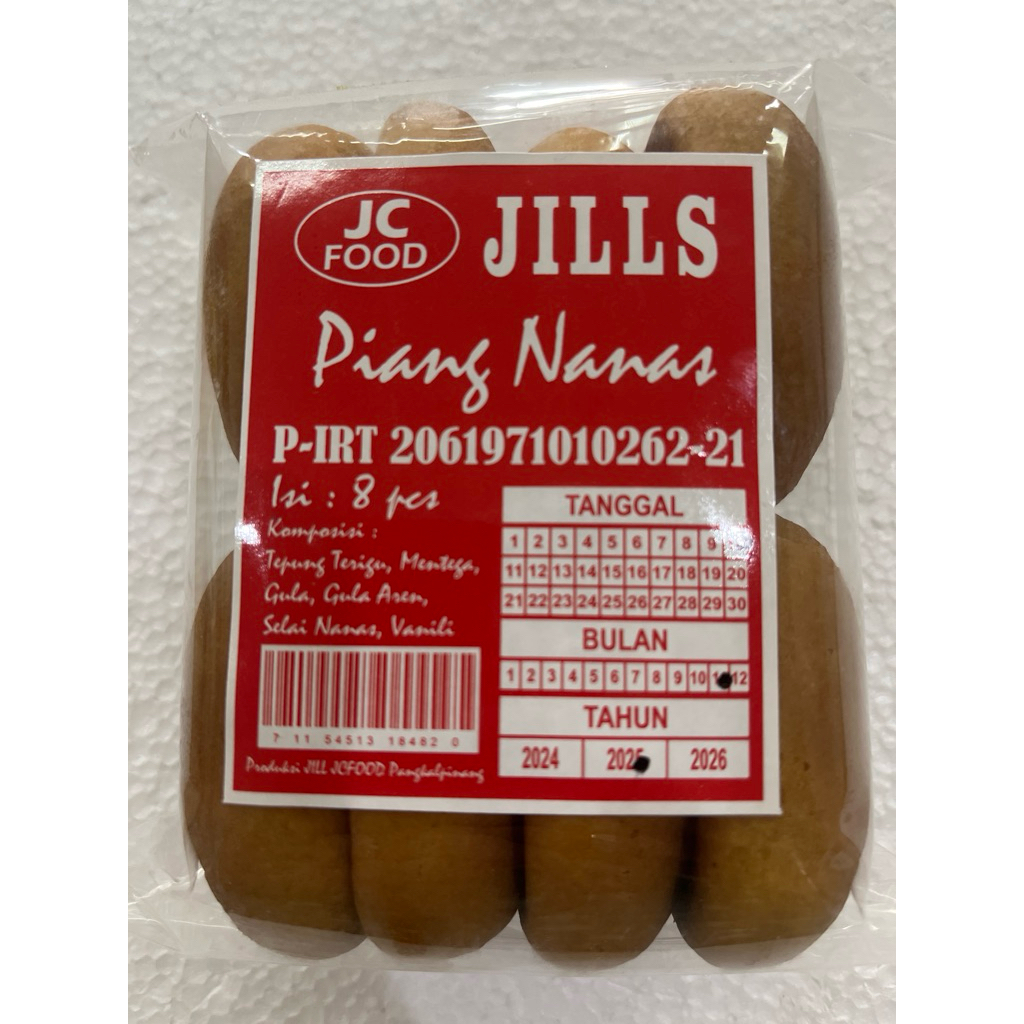 JC
FOOD
JILLS
Piang Nanas
P-IRT 2061971010262-21
Isi : 8 pcs
Komposisi :
Tepung Terigu, Mentega,
Gula, Gula Aren,
Selai Nanas, Vanili
7 11 54513 18482 0
Produksi JILL JCFOOD Pangkalpinang
TANGGAL
1 2 3 4 5 6 7 8 9
11 12 13 14 15 16 17 18 19 20
21 22 23 24 25 26 27 28 29 30
BULAN
1 2 3 4 5 6 7 8 9 10 12
TAHUN
2024 2025 2026